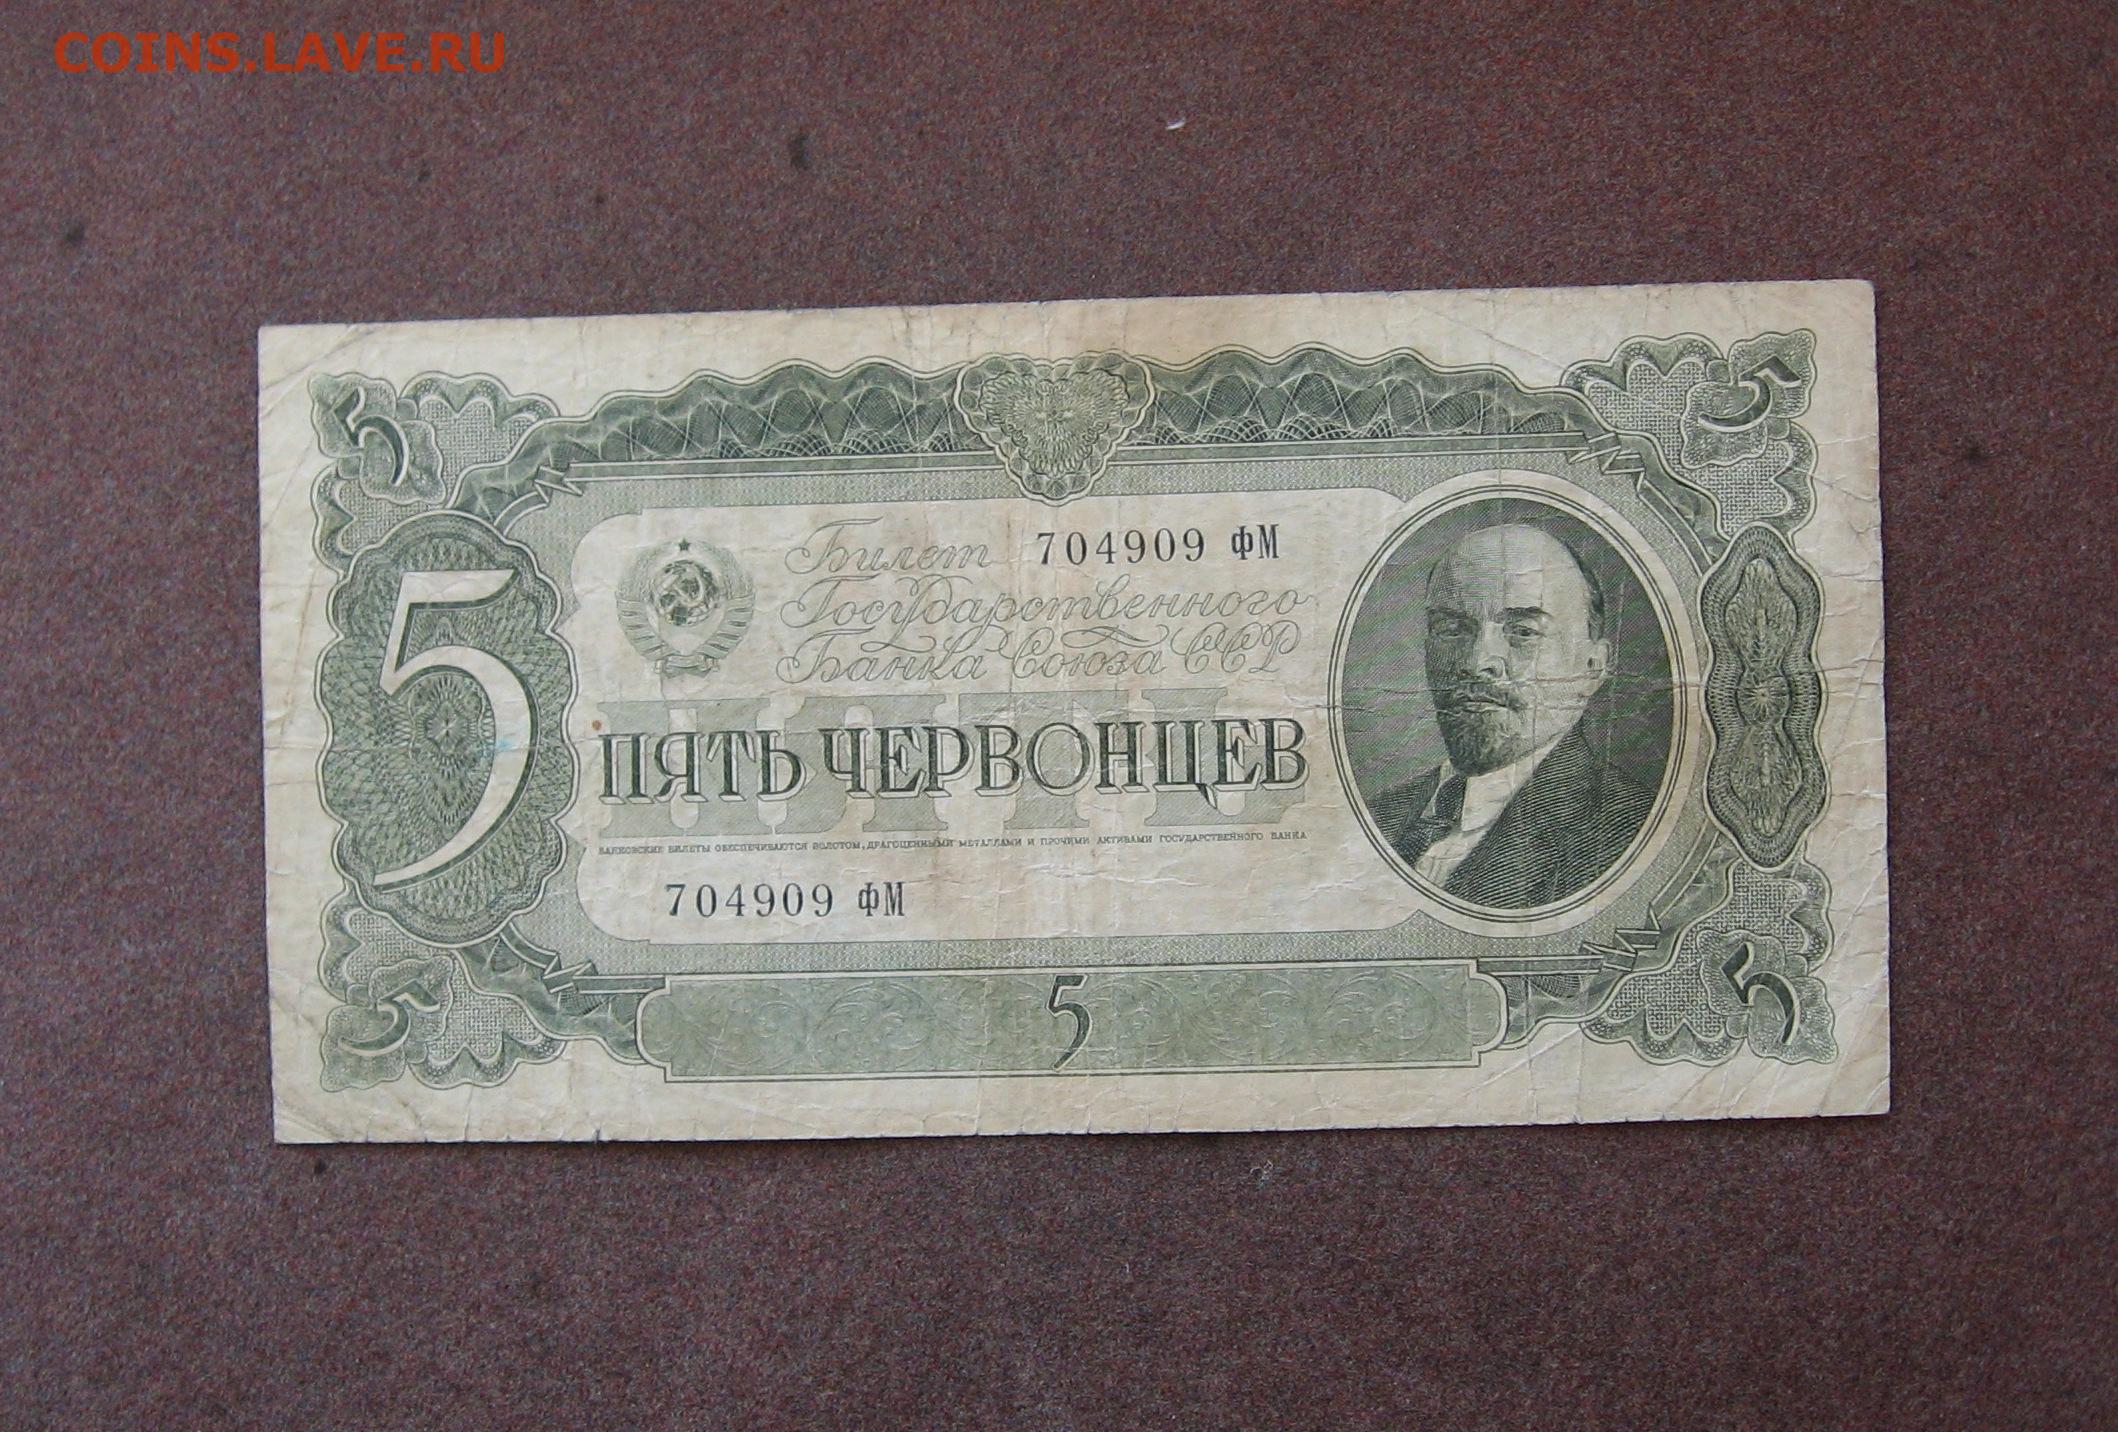 COINS.LAVE.RU
5 5
Билет 704909 ФМ
Государственного
Банка Союза ССР
5
ПЯТЬ
ПЯТЬ ЧЕРВОНЦЕВ
БАНКОВСКИЕ БИЛЕТЫ ОБЕСПЕЧИВАЮТСЯ ЗОЛОТОМ, ДРАГОЦЕННЫМИ МЕТАЛЛАМИ И ПРОЧИМИ АКТИВАМИ ГОСУДАРСТВЕННОГО БАНКА
704909 ФМ
5 5 5